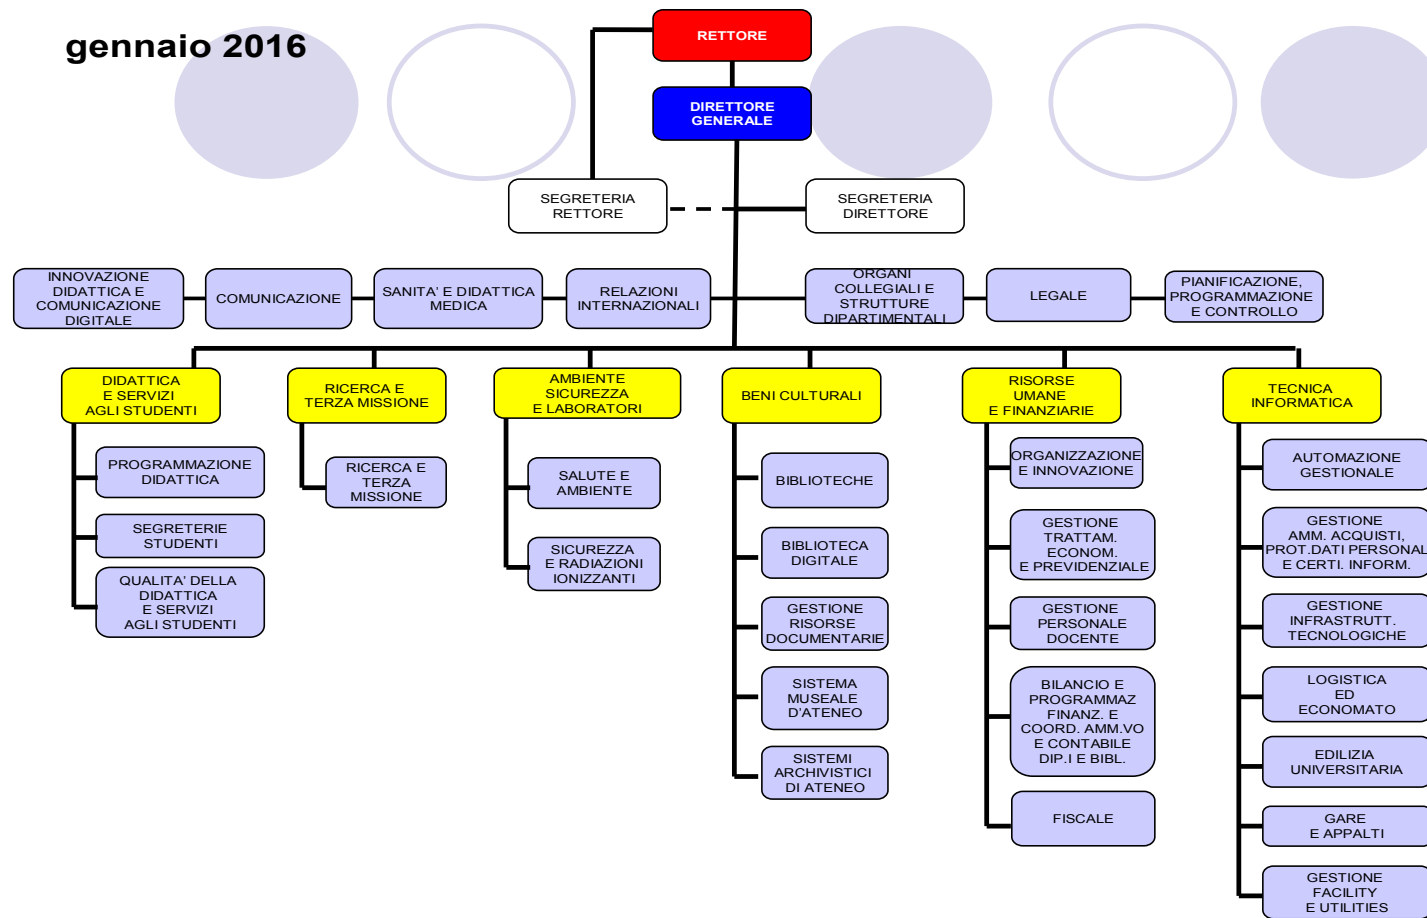 gennaio 2016
RETTORE
DIRETTORE
GENERALE
SEGRETERIA
RETTORE
SEGRETERIA
DIRETTORE
INNOVAZIONE
DIDATTICA E
COMUNICAZIONE
DIGITALE
COMUNICAZIONE
SANITA' E DIDATTICA
MEDICA
RELAZIONI
INTERNAZIONALI
ORGANI
COLLEGIALI E
STRUTTURE
DIPARTIMENTALI
LEGALE
PIANIFICAZIONE,
PROGRAMMAZIONE
E CONTROLLO
DIDATTICA
E SERVIZI
AGLI STUDENTI
PROGRAMMAZIONE
DIDATTICA
SEGRETERIE
STUDENTI
QUALITA' DELLA
DIDATTICA
E SERVIZI
AGLI STUDENTI
RICERCA E
TERZA MISSIONE
RICERCA E
TERZA
MISSIONE
AMBIENTE
SICUREZZA
E LABORATORI
SALUTE E
AMBIENTE
SICUREZZA
E RADIAZIONI
IONIZZANTI
BENI CULTURALI
BIBLIOTECHE
BIBLIOTECA
DIGITALE
GESTIONE
RISORSE
DOCUMENTARIE
SISTEMA
MUSEALE
D'ATENEO
SISTEMI
ARCHIVISTICI
DI ATENEO
RISORSE
UMANE
E FINANZIARIE
ORGANIZZAZIONE
E INNOVAZIONE
GESTIONE
TRATTAM.
ECONOM.
E PREVIDENZIALE
GESTIONE
PERSONALE
DOCENTE
BILANCIO E
PROGRAMMAZ
FINANZ. E
COORD. AMM.VO
E CONTABILE
DIP.I E BIBL.
FISCALE
TECNICA
INFORMATICA
AUTOMAZIONE
GESTIONALE
GESTIONE
AMM. ACQUISTI,
PROT.DATI PERSONAL
E CERTI. INFORM.
GESTIONE
INFRASTRUTT.
TECNOLOGICHE
LOGISTICA
ED
ECONOMATO
EDILIZIA
UNIVERSITARIA
GARE
E APPALTI
GESTIONE
FACILITY
E UTILITIES